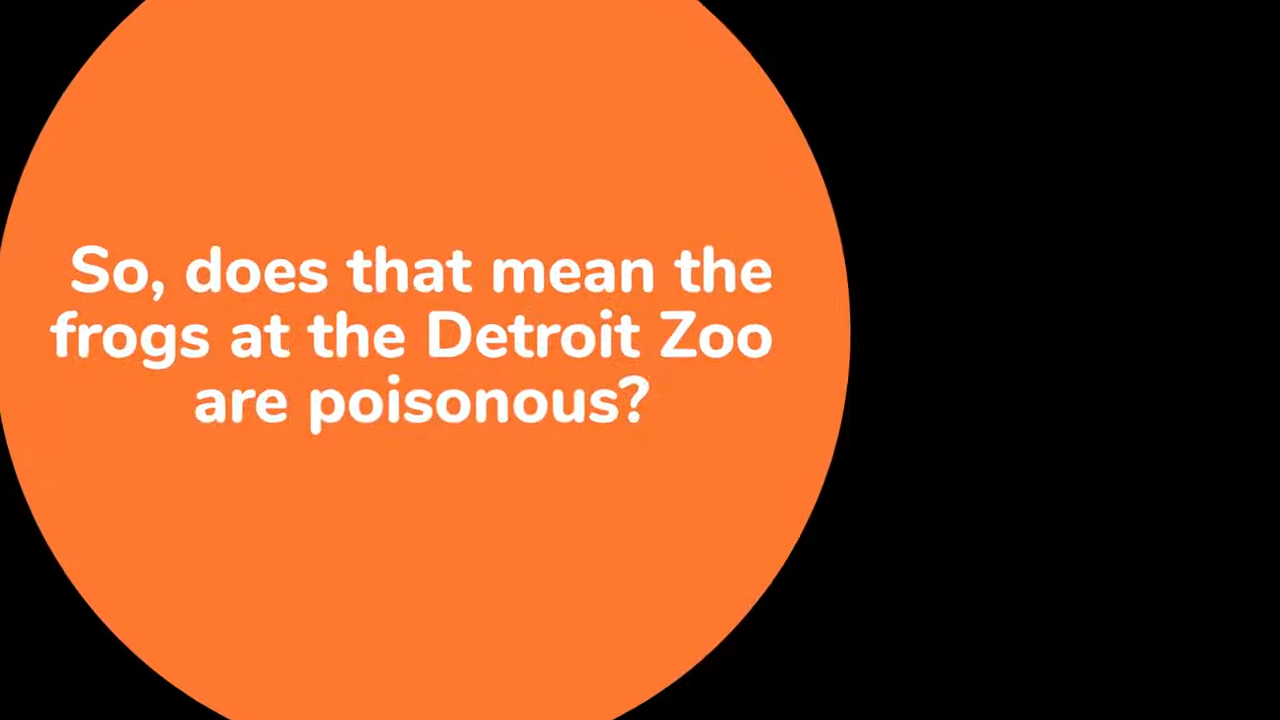 So, does that mean the
frogs at the Detroit Zoo
are poisonous?